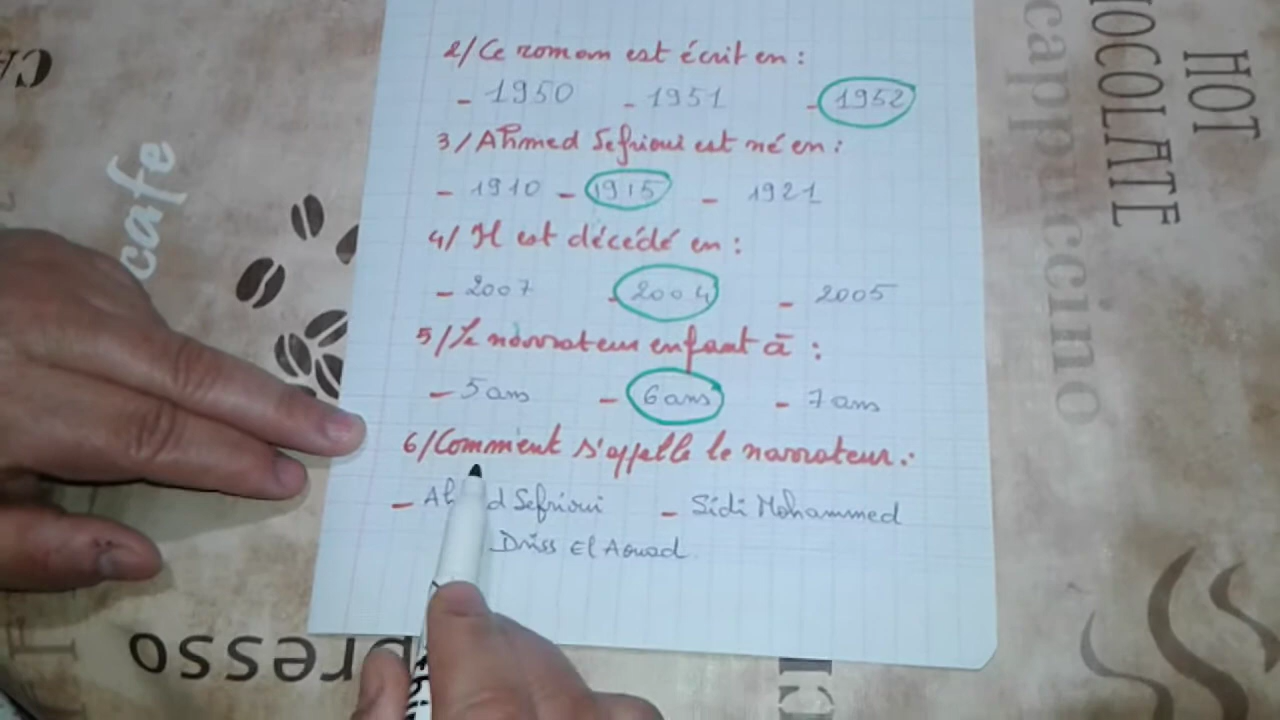 2/ Ce roman est écrit en :
- 1950 - 1951 - 1952
3/ Ahmed Sefrioui est né en :
- 1910 - 1915 - 1921
4/ Il est décédé en :
- 2007 - 2004 - 2005
5/ Le narrateur enfant à :
- 5 ans - 6 ans - 7 ans
6/ Comment s'appelle le narrateur :
- Sefrioui - Sidi Mohammed
Driss El Aouad
cafe
HOT
CHOCOLATE
cappuccino